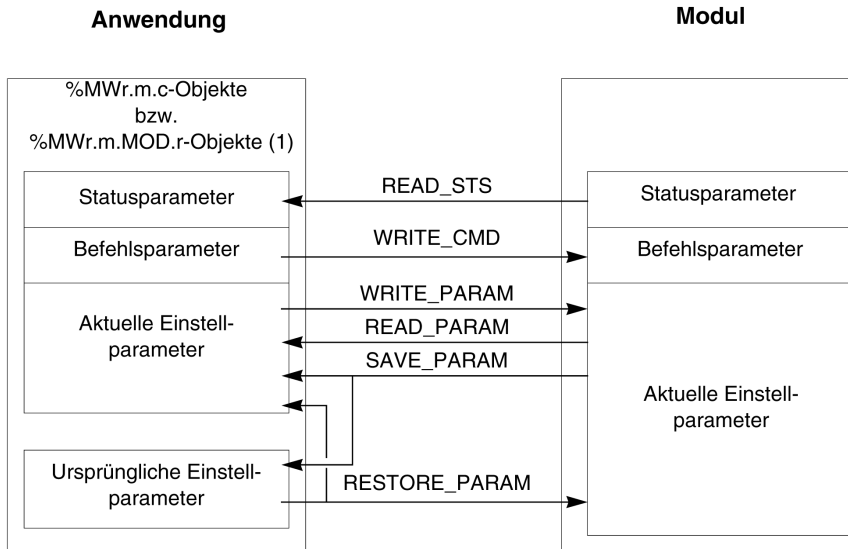 Anwendung
Modul
%MWr.m.c-Objekte
bzw.
%MWr.m.MOD.r-Objekte (1)
Statusparameter
READ_STS
Statusparameter
Befehlsparameter
WRITE_CMD
Befehlsparameter
WRITE_PARAM
Aktuelle Einstell-
parameter
READ_PARAM
SAVE_PARAM
Aktuelle Einstell-
parameter
Ursprüngliche Einstell-
parameter
RESTORE_PARAM